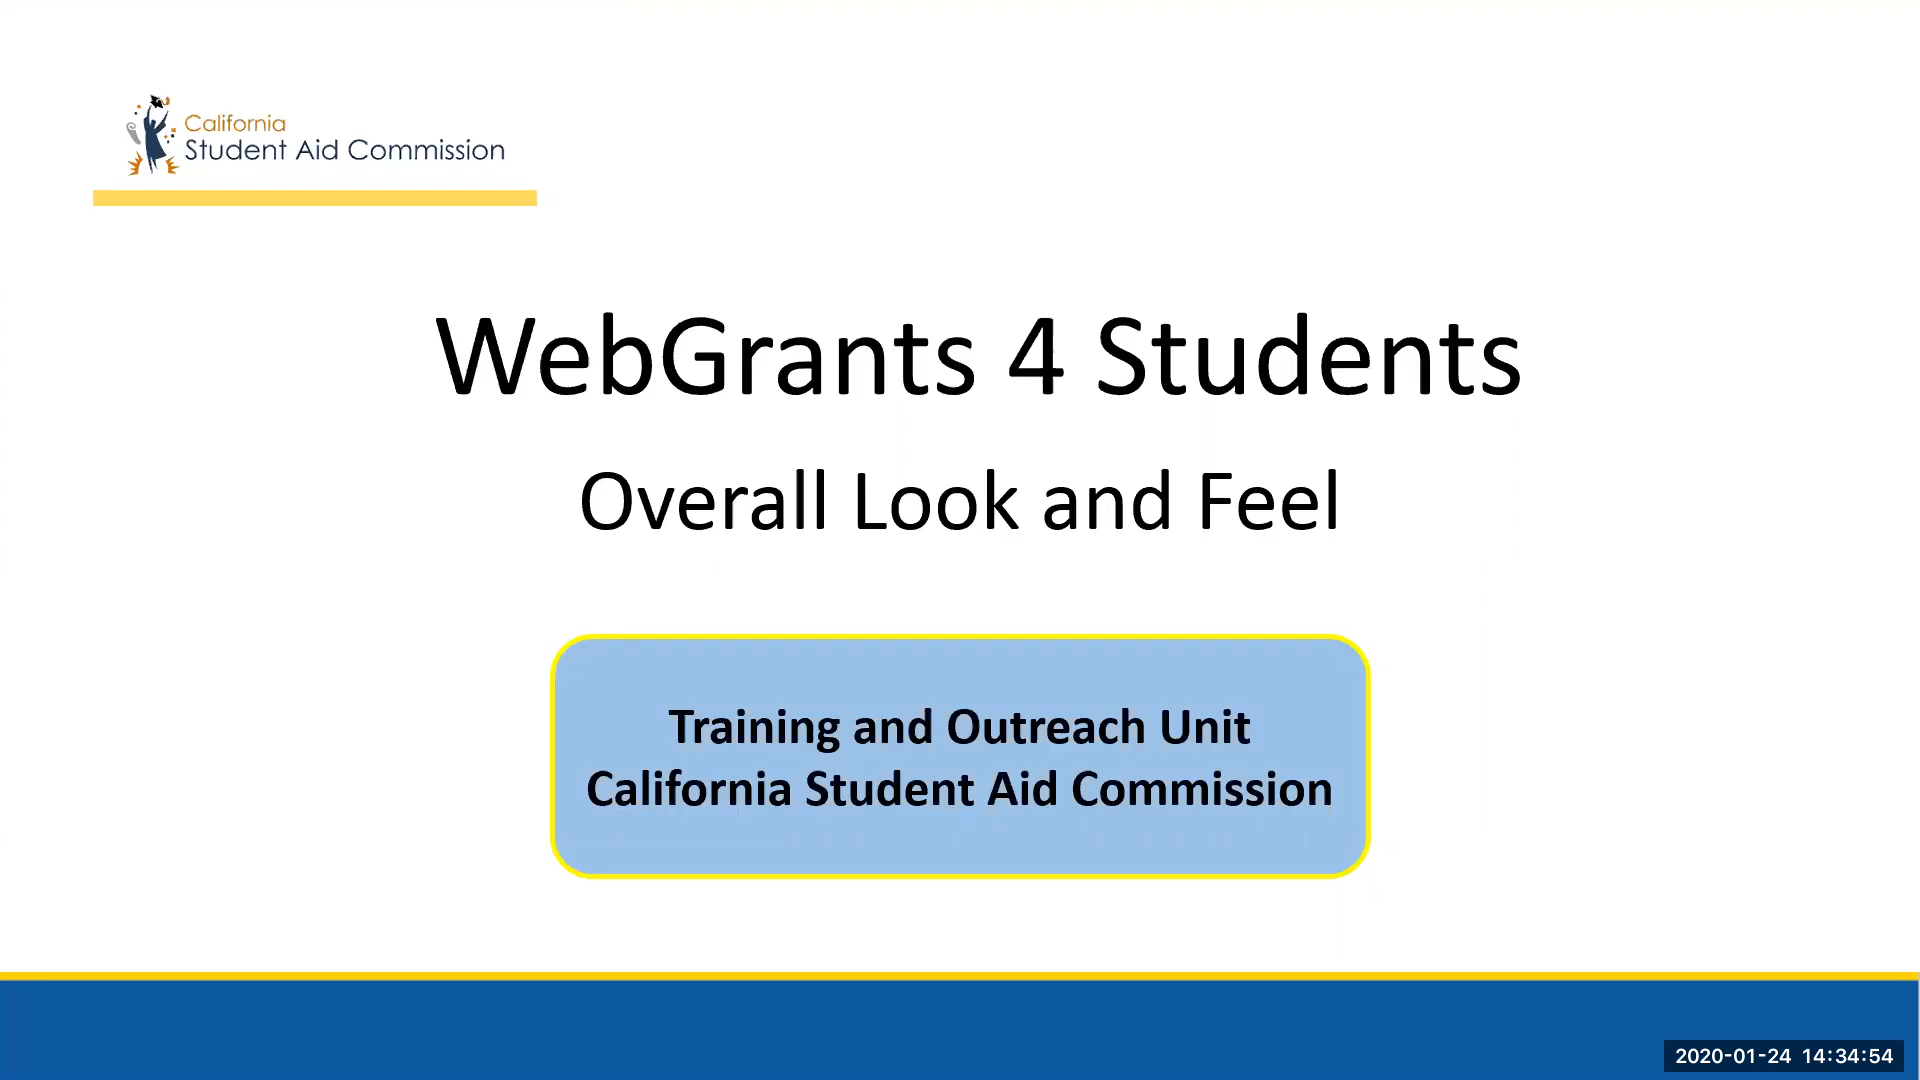 California
Student Aid Commission
WebGrants 4 Students
Overall Look and Feel
Training and Outreach Unit
California Student Aid Commission
2020-01-24 14:34:54